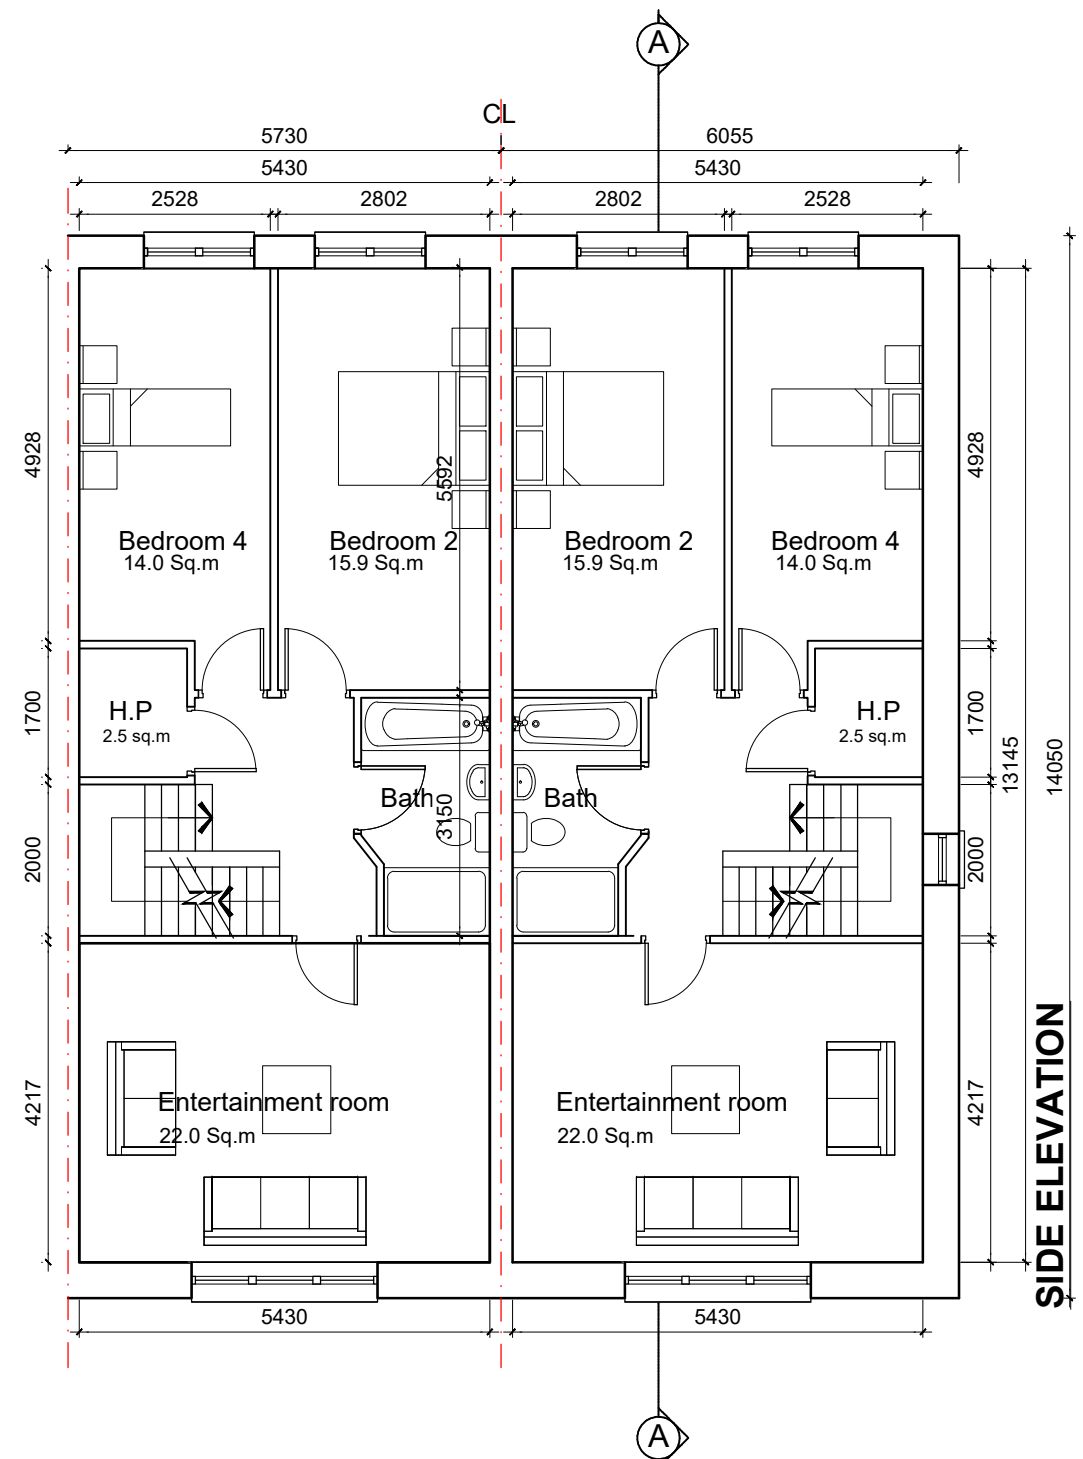 A
CL
5730
6055
5430
5430
2528
2802
2802
2528
4928
5592
4928
Bedroom 4
14.0 Sq.m
Bedroom 2
15.9 Sq.m
Bedroom 2
15.9 Sq.m
Bedroom 4
14.0 Sq.m
1700
H.P
2.5 sq.m
H.P
2.5 sq.m
1700
13145
14050
Bath
3150
Bath
2000
2000
4217
Entertainment room
22.0 Sq.m
Entertainment room
22.0 Sq.m
4217
SIDE ELEVATION
5430
5430
A